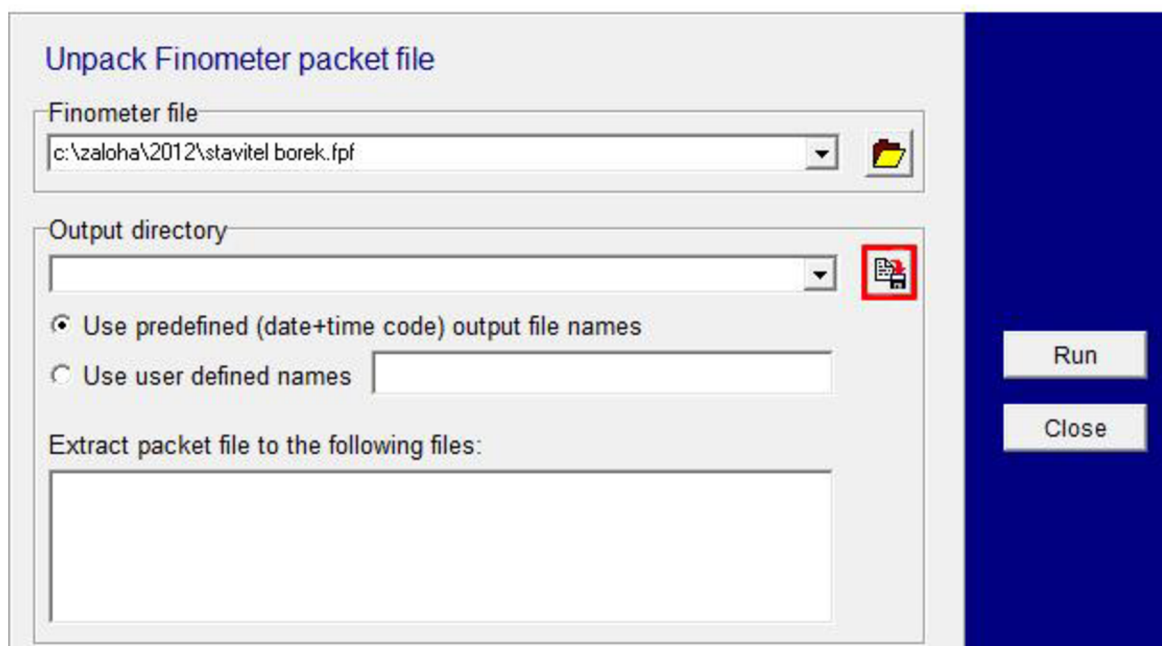 Unpack Finometer packet file
Finometer file
c:\zaloha\2012\stavitel borek.fpf
Output directory
Use predefined (date+time code) output file names
Use user defined names
Extract packet file to the following files:
Run
Close